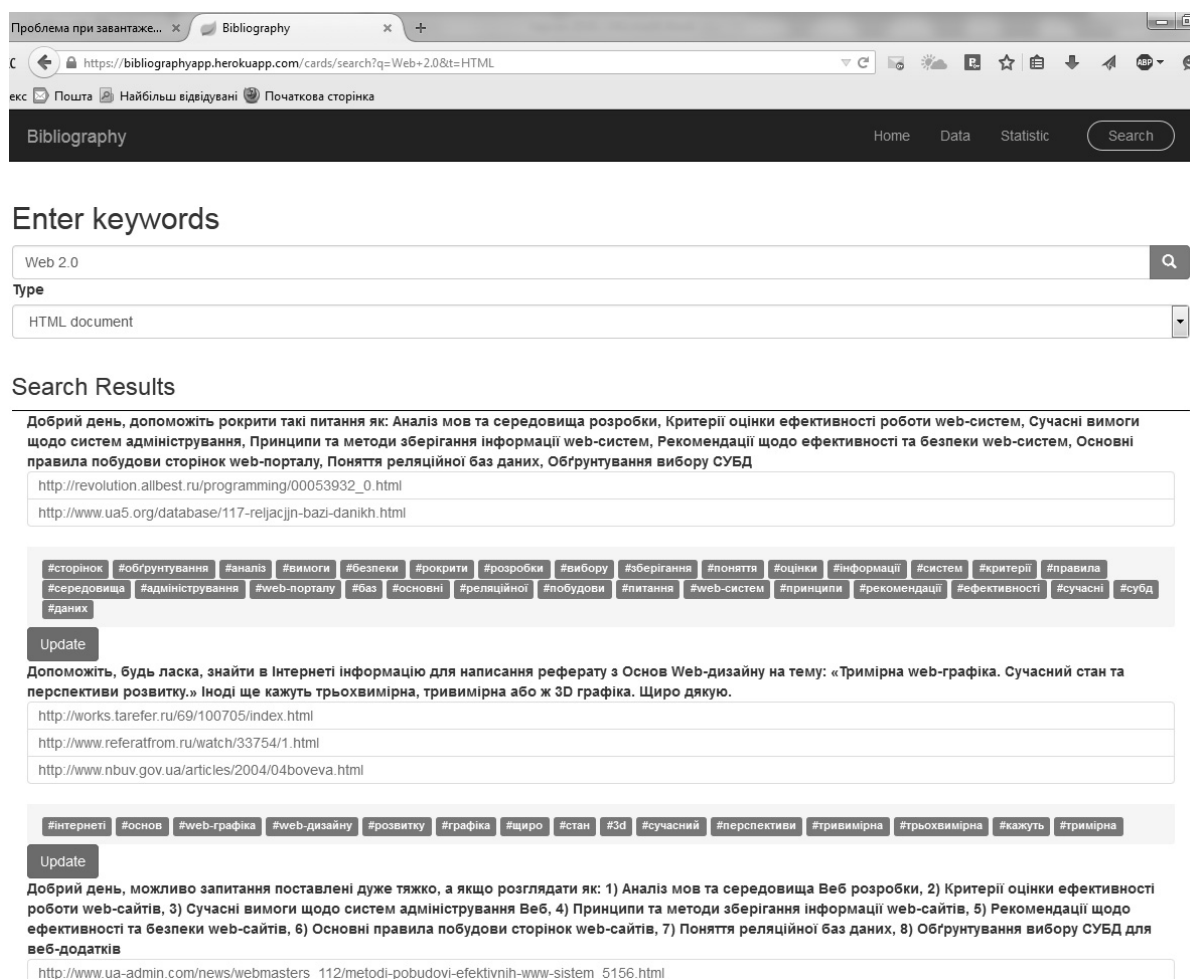 Проблема при завантаже... × Bibliography × +
https://bibliographyapp.herokuapp.com/cards/search?q=Web+2.0&t=HTML ABP
екс Пошта Найбільш відвідувані Початкова сторінка
Bibliography Home Data Statistic Search
Enter keywords
Web 2.0
Type
HTML document
Search Results
Добрий день, допоможіть рокрити такі питання як: Аналіз мов та середовища розробки, Критерії оцінки ефективності роботи web-систем, Сучасні вимоги
щодо систем адміністрування, Принципи та методи зберігання інформації web-систем, Рекомендації щодо ефективності та безпеки web-систем, Основні
правила побудови сторінок web-порталу, Поняття реляційної баз даних, Обґрунтування вибору СУБД
http://revolution.allbest.ru/programming/00053932_0.html
http://www.ua5.org/database/117-reljacjjn-bazi-danikh.html
#сторінок #обґрунтування #аналіз #вимоги #безпеки #рокрити #розробки #вибору #зберігання #поняття #оцінки #інформації #систем #критерії #правила
#середовища #адміністрування #web-порталу #баз #основні #реляційної #побудови #питання #web-систем #принципи #рекомендації #ефективності #сучасні #субд
#даних
Update
Допоможіть, будь ласка, знайти в Інтернеті інформацію для написання реферату з Основ Web-дизайну на тему: «Тримірна web-графіка. Сучасний стан та
перспективи розвитку.» Іноді ще кажуть трьохвимірна, тривимірна або ж 3D графіка. Щиро дякую.
http://works.tarefer.ru/69/100705/index.html
http://www.referatfrom.ru/watch/33754/1.html
http://www.nbuv.gov.ua/articles/2004/04boveva.html
#інтернеті #основ #web-графіка #web-дизайну #розвитку #графіка #щиро #стан #3d #сучасний #перспективи #тривимірна #трьохвимірна #кажуть #тримірна
Update
Добрий день, можливо запитання поставлені дуже тяжко, а якщо розглядати як: 1) Аналіз мов та середовища Веб розробки, 2) Критерії оцінки ефективності
роботи web-сайтів, 3) Сучасні вимоги щодо систем адміністрування Веб, 4) Принципи та методи зберігання інформації web-сайтів, 5) Рекомендації щодо
ефективності та безпеки web-сайтів, 6) Основні правила побудови сторінок web-сайтів, 7) Поняття реляційної баз даних, 8) Обґрунтування вибору СУБД для
веб-додатків
http://www.ua-admin.com/news/webmasters_112/metodi-pobudovi-efektivnih-www-sistem_5156.html